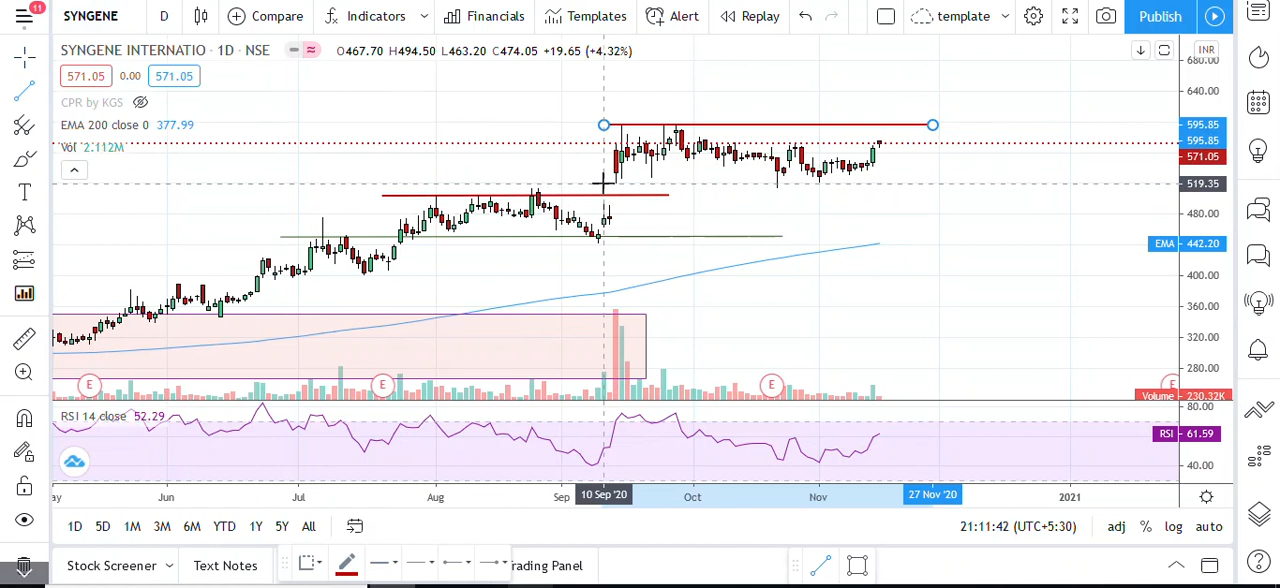 11
SYNGENE D Compare Indicators Financials Templates Alert Replay template Publish
SYNGENE INTERNATIO · 1D · NSE O467.70 H494.50 L463.20 C474.05 +19.65 (+4.32%) INR
680.00
571.05 0.00 571.05
640.00
CPR by KGS
EMA 200 close 0 377.99
595.85
595.85
Vol 2.112M
571.05
519.35
480.00
EMA 442.20
400.00
360.00
320.00
280.00
E E E E
Volume 230.32K
RSI 14 close 52.29
80.00
RSI 61.59
40.00
Jun Jul Aug Sep 10 Sep '20 Oct Nov 27 Nov '20 2021
1D 5D 1M 3M 6M YTD 1Y 5Y All 21:11:42 (UTC+5:30) adj % log auto
Stock Screener Text Notes rading Panel